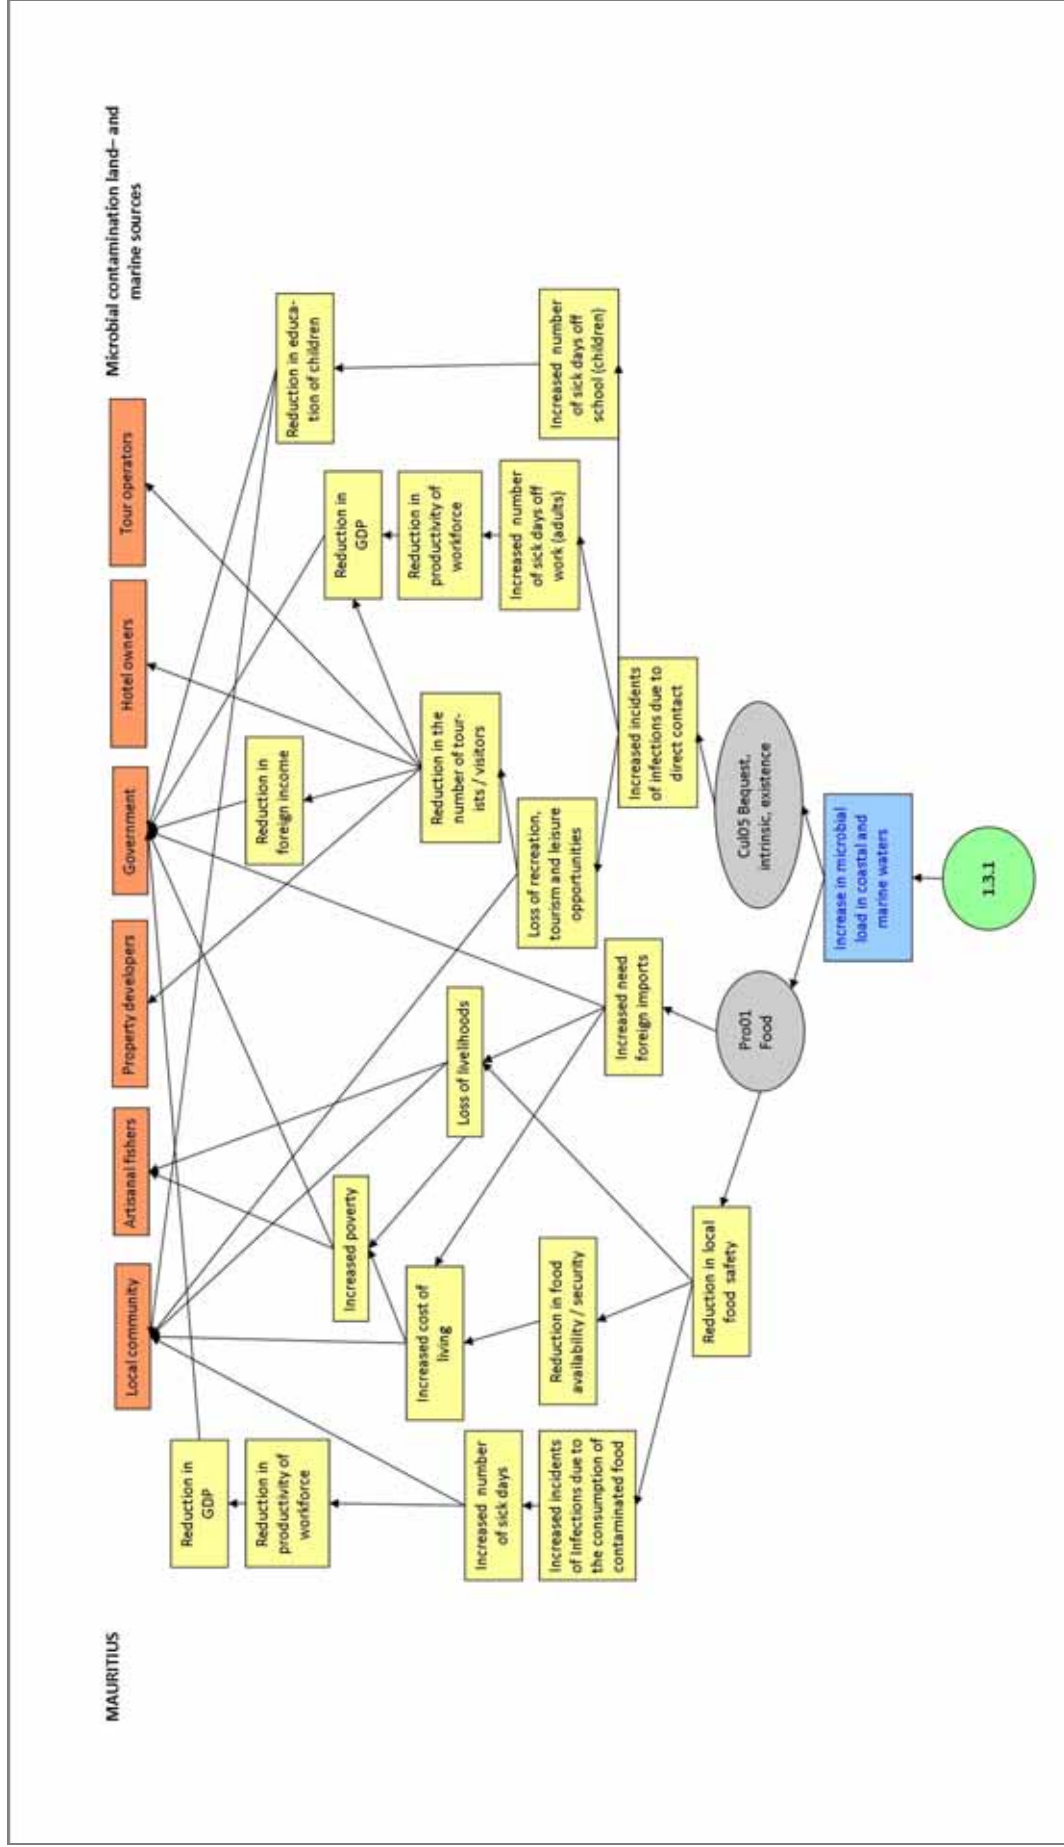 MAURITIUS
Microbial contamination land– and
marine sources
Local community
Artisanal fishers
Property developers
Government
Hotel owners
Tour operators
Reduction in
GDP
Reduction in
productivity of
workforce
Increased number
of sick days
Increased incidents
of infections due to
the consumption of
contaminated food
Increased poverty
Increased cost of
living
Reduction in food
availability / security
Reduction in local
food safety
Loss of livelihoods
Increased need
foreign imports
Pro01
Food
Reduction in
foreign income
Reduction in the
number of tour-
ists / visitors
Loss of recreation,
tourism and leisure
opportunities
Increased incidents
of infections due to
direct contact
Cul05 Bequest,
intrinsic, existence
Increase in microbial
load in coastal and
marine waters
1.3.1
Reduction in
GDP
Reduction in
productivity of
workforce
Increased number
of sick days off
work (adults)
Reduction in educa-
tion of children
Increased number
of sick days off
school (children)